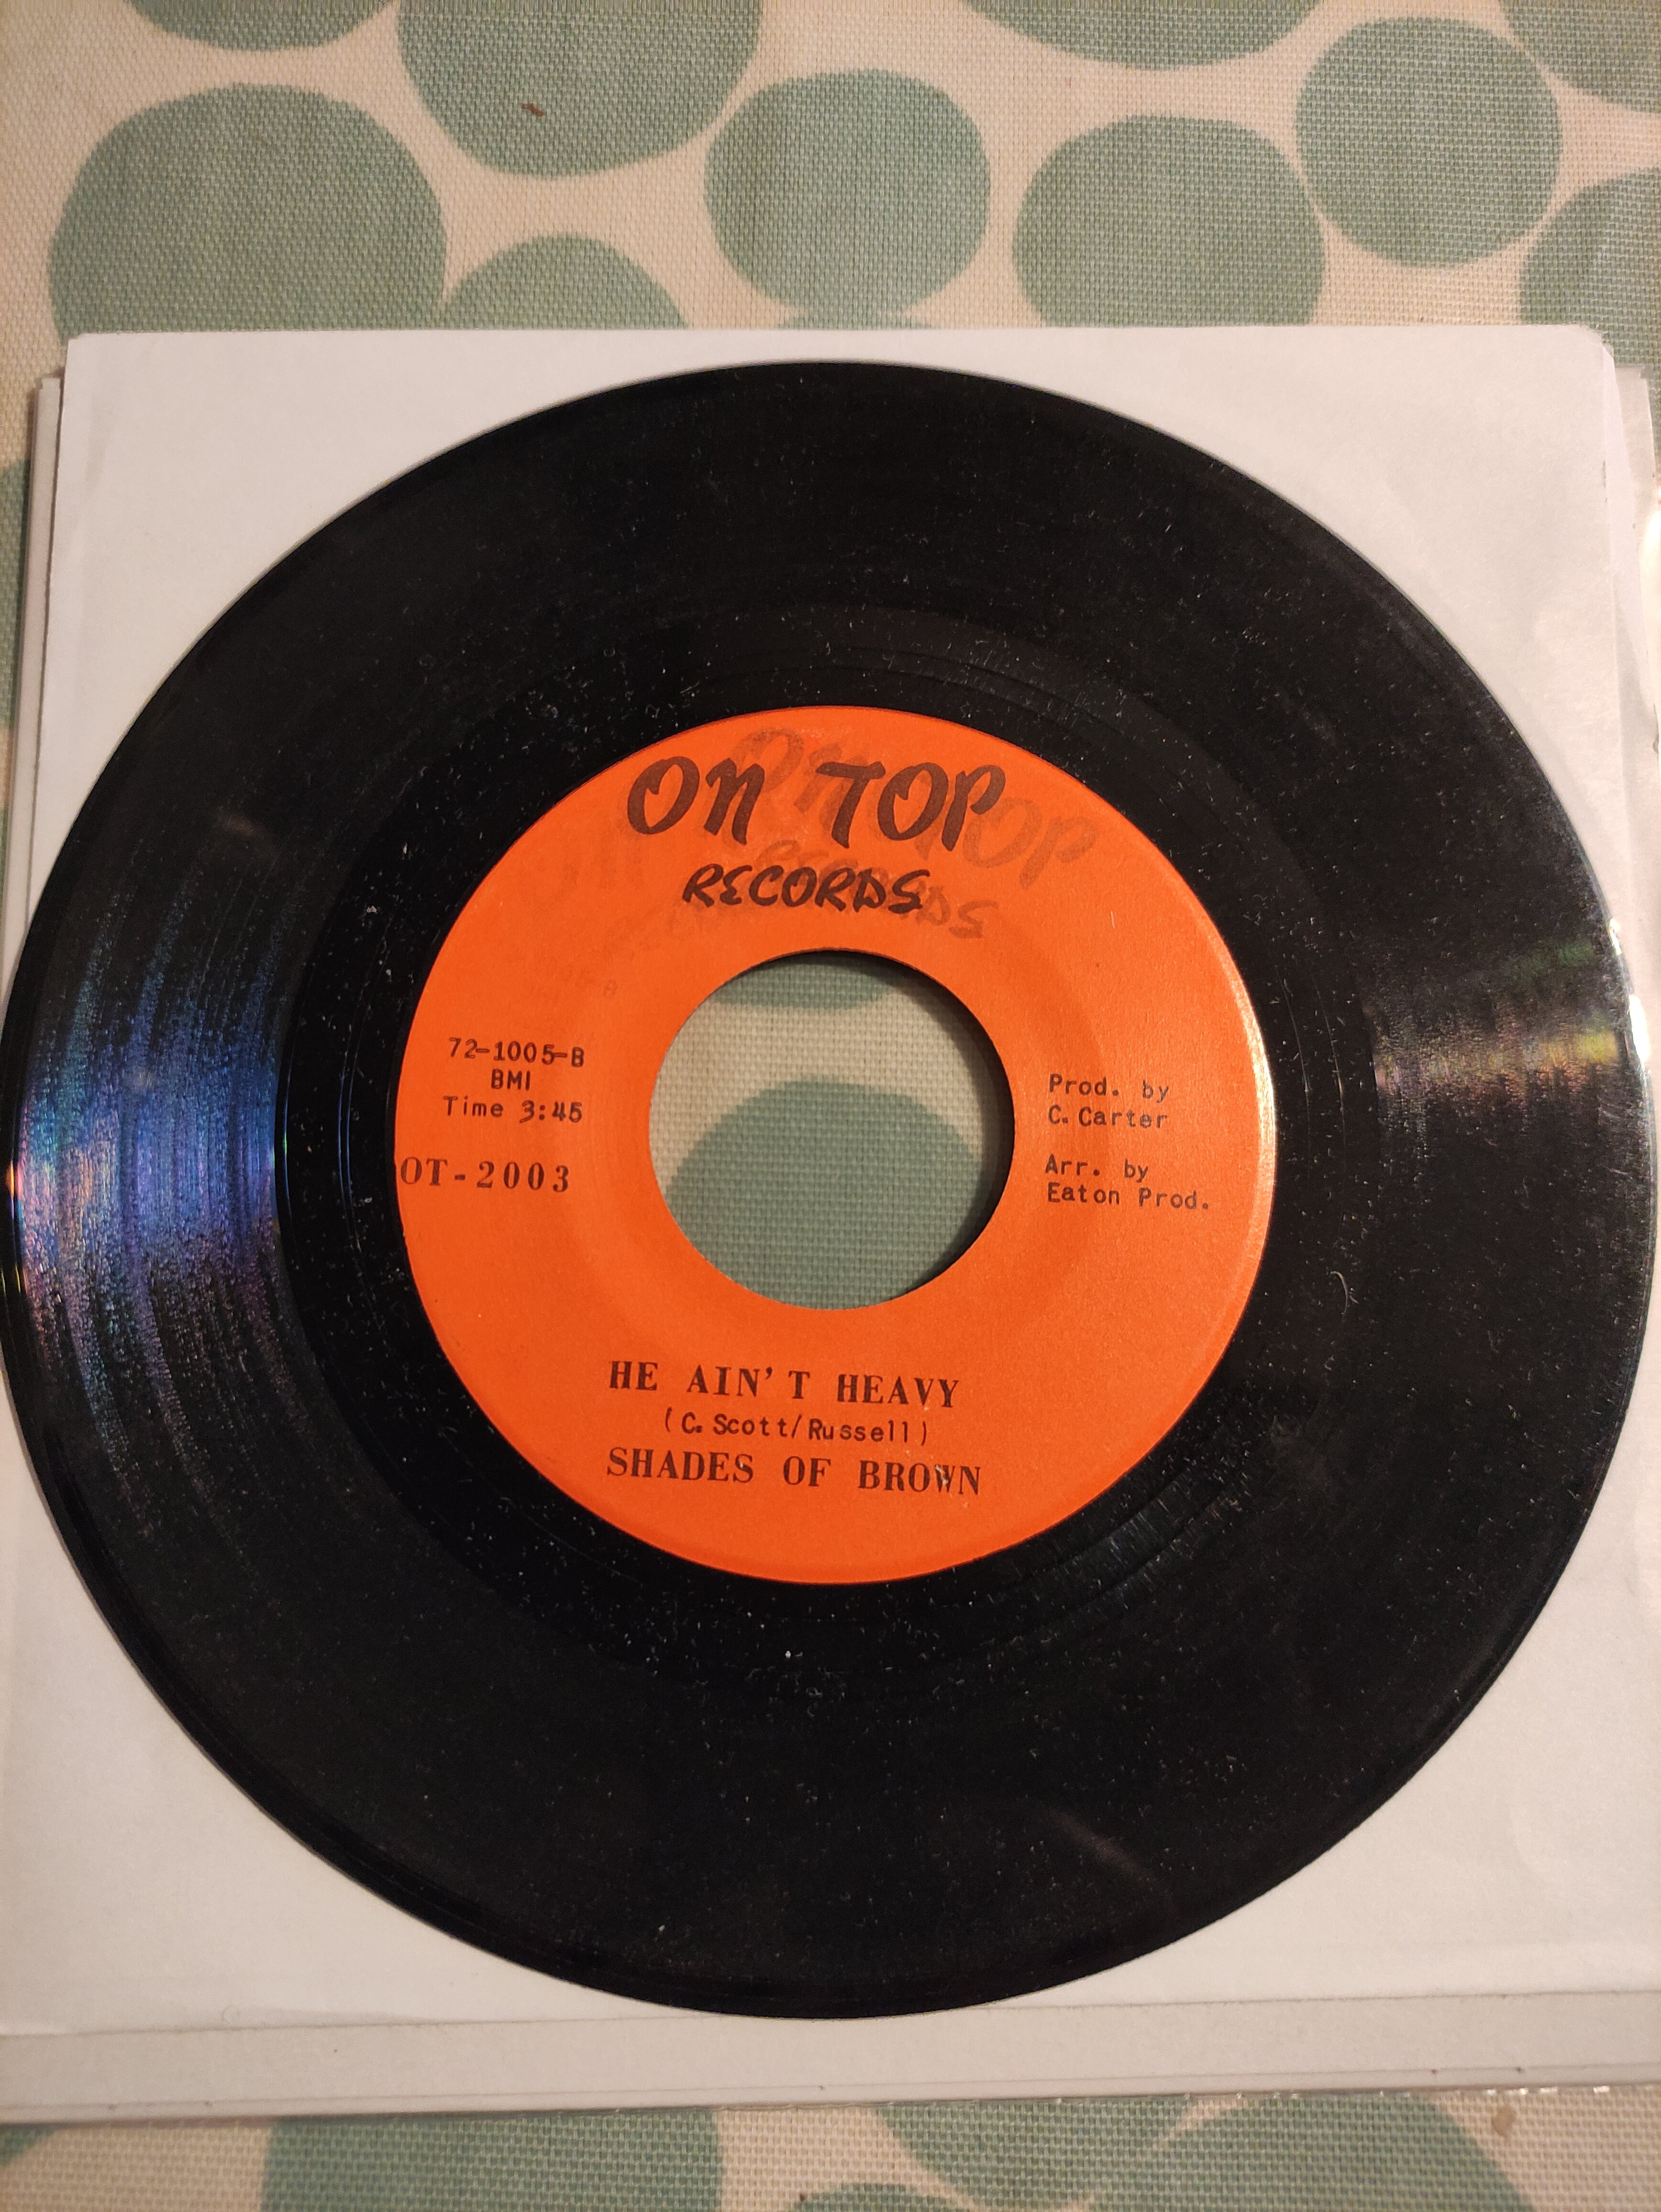 ON TOP
RECORDS
72-1005-B
BMI
Time 3:45
OT-2003
Prod. by
C. Carter
Arr. by
Eaton Prod.
HE AIN'T HEAVY
(C. Scott/Russell)
SHADES OF BROWN